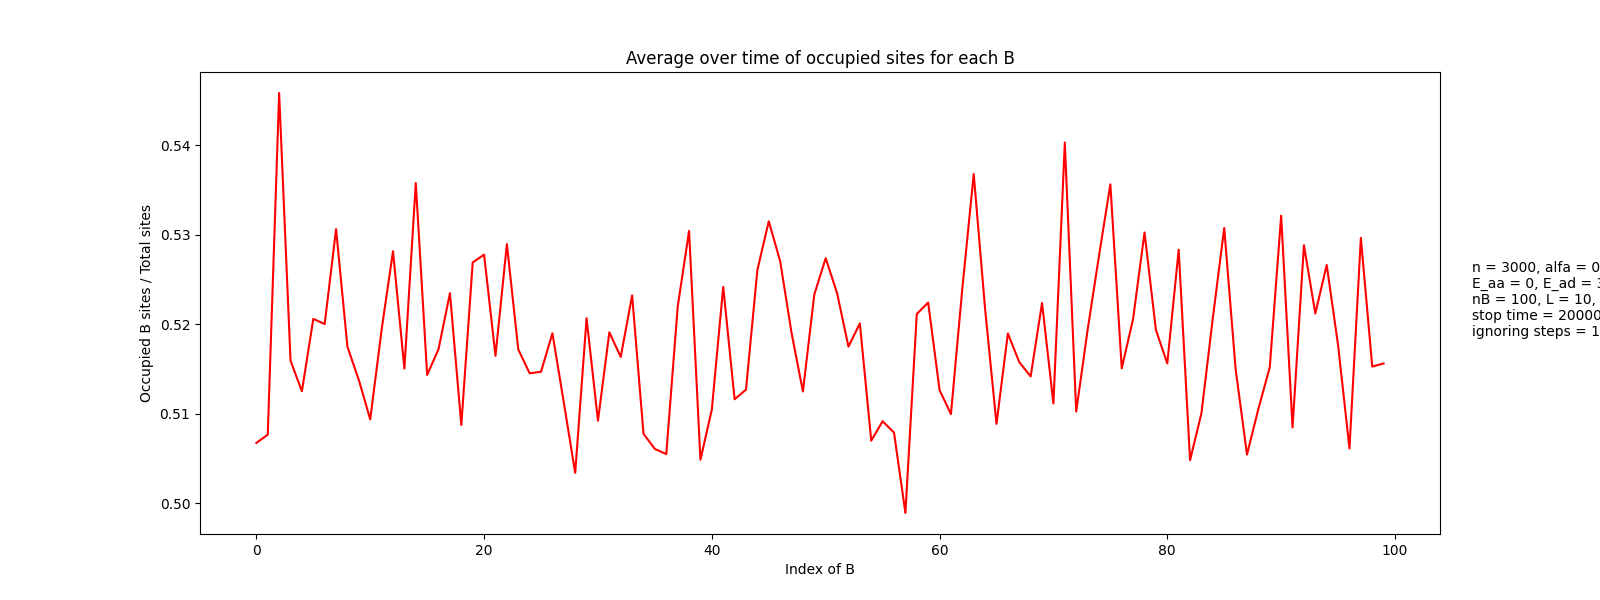 Average over time of occupied sites for each B
Occupied B sites / Total sites
0.54
0.53
0.52
0.51
0.50
0 20 40 60 80 100
Index of B
n = 3000, alfa = 0
E_aa = 0, E_ad =
nB = 100, L = 10,
stop time = 20000
ignoring steps = 1